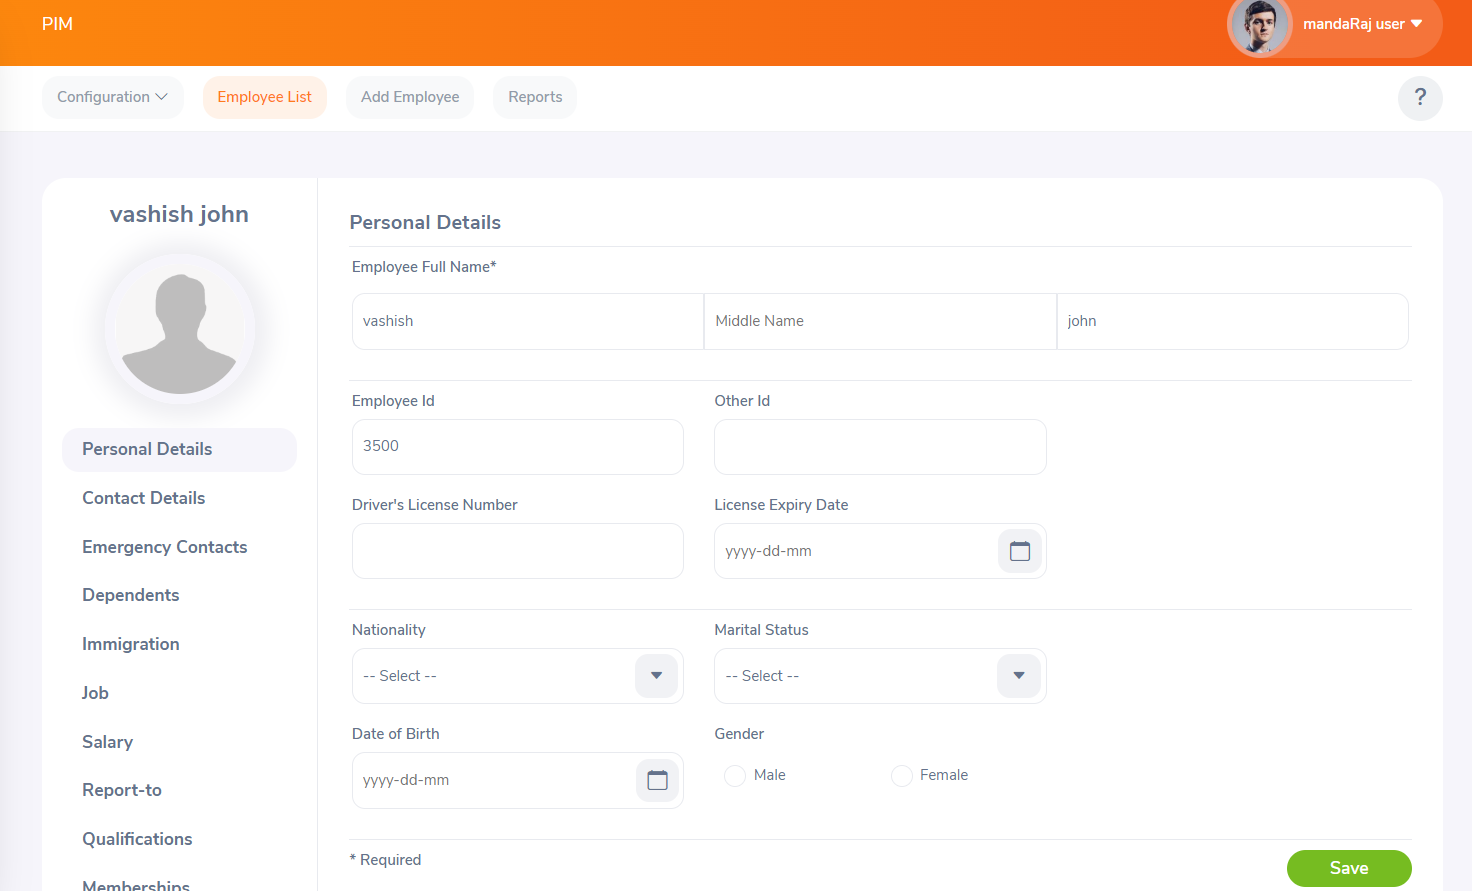 PIM
mandaRaj user
Configuration
Employee List
Add Employee
Reports
?
vashish john
Personal Details
Contact Details
Emergency Contacts
Dependents
Immigration
Job
Salary
Report-to
Qualifications
Memberships
Personal Details
Employee Full Name*
vashish Middle Name john
Employee Id Other Id
3500
Driver's License Number License Expiry Date
yyyy-dd-mm
Nationality Marital Status
-- Select -- -- Select --
Date of Birth Gender
yyyy-dd-mm Male Female
* Required
Save